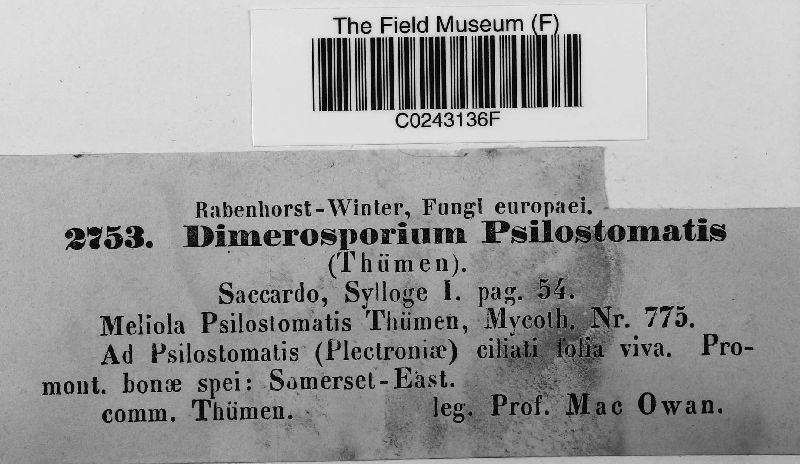 The Field Museum (F)
C0243136F
Rabenhorst-Winter, Fungi europaei.
2753. Dimerosporium Psilostomatis
(Thümen).
Saccardo, Sylloge I. pag. 54.
Meliola Psilostomatis Thümen, Mycoth. Nr. 775.
Ad Psilostomatis (Plectroniæ) ciliati folia viva. Pro-
mont. bonæ spei: Somerset-East.
comm. Thümen. leg. Prof. Mac Owan.